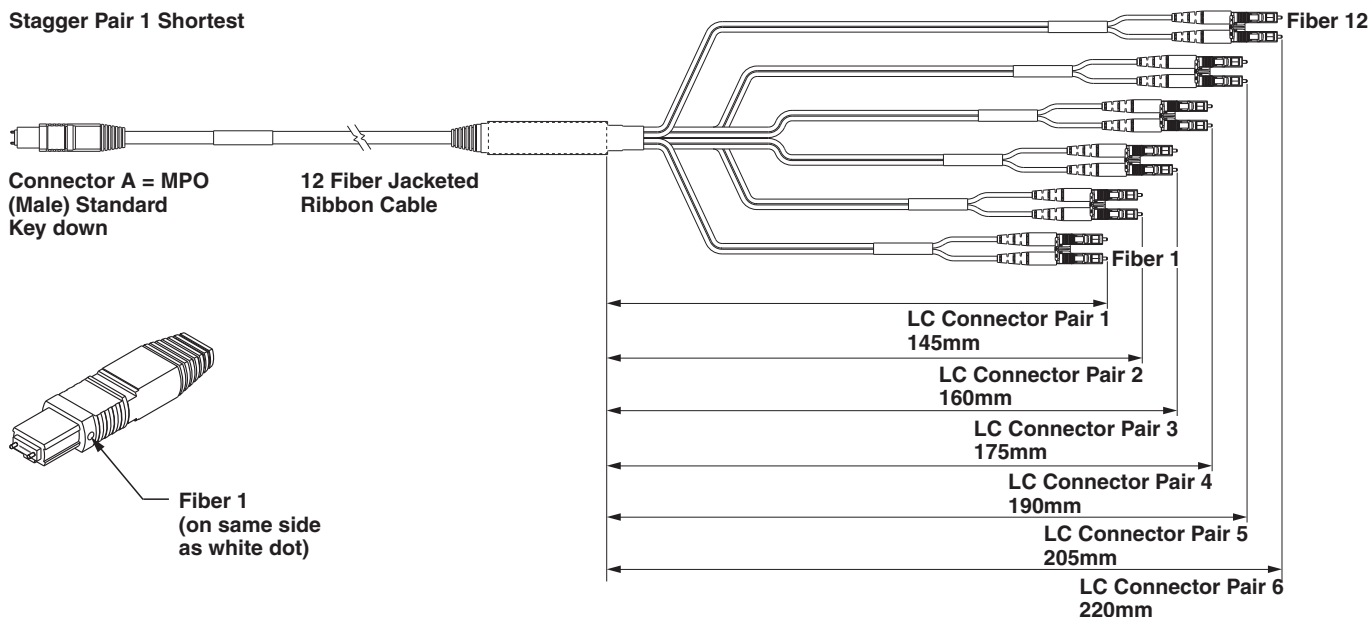 Stagger Pair 1 Shortest
Fiber 12
Connector A = MPO
(Male) Standard
Key down
12 Fiber Jacketed
Ribbon Cable
Fiber 1
LC Connector Pair 1
145mm
LC Connector Pair 2
160mm
LC Connector Pair 3
175mm
LC Connector Pair 4
190mm
LC Connector Pair 5
205mm
LC Connector Pair 6
220mm
Fiber 1
(on same side
as white dot)